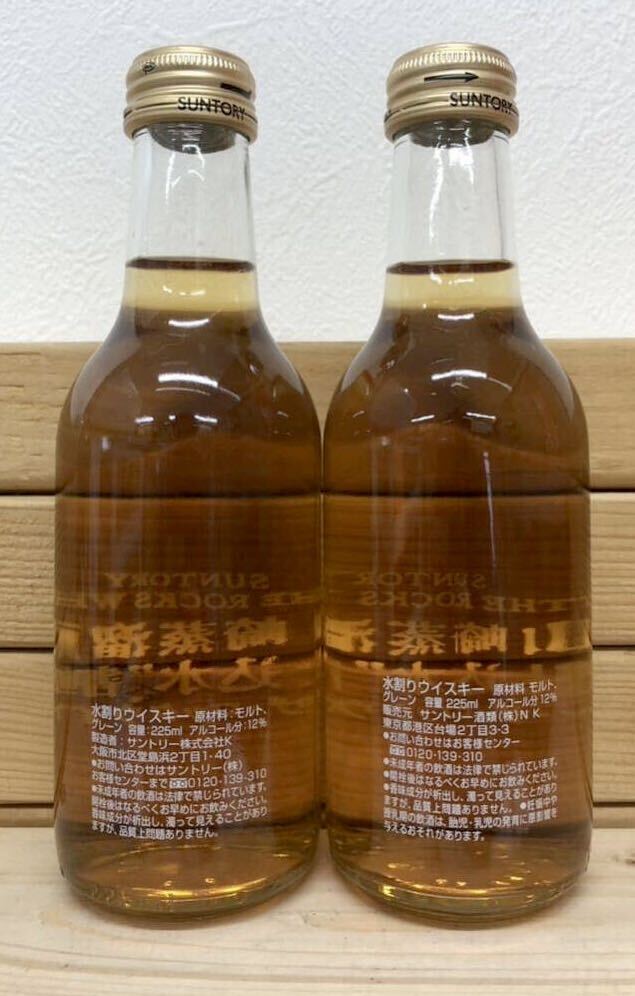 SUNTORY
SUNTORY
SUNTORY
THE ROCKS W
水割りウイスキー 原材料:モルト、
グレーン 容量:225ml アルコール分:12%
製造者:サントリー株式会社K
大阪市北区堂島浜2丁目1-40
●お問い合わせはサントリー(株)
お客様センターまで 0120-139-310
●未成年者の飲酒は法律で禁じられています。
開栓後はなるべくお早めにお飲みください。
香味成分が析出し、濁って見えることがあり
ますが、品質上問題ありません。
SUNTOR
THE ROCKS
水割りウイスキー 原材料 モルト、
グレーン 容量 225ml アルコール分 12%
販売元 サントリー酒類(株)NK
東京都港区台場2丁目3-3
●お問い合わせはお客様センター
0120-139-310
●未成年者の飲酒は法律で禁じられています。
●開栓後はなるべくお早めにお飲みください。
●香味成分が析出し、濁って見えることがあり
ますが、品質上問題ありません。 ●妊娠中や
授乳期の飲酒は、胎児・乳児の発育に悪影響を
与えるおそれがあります。